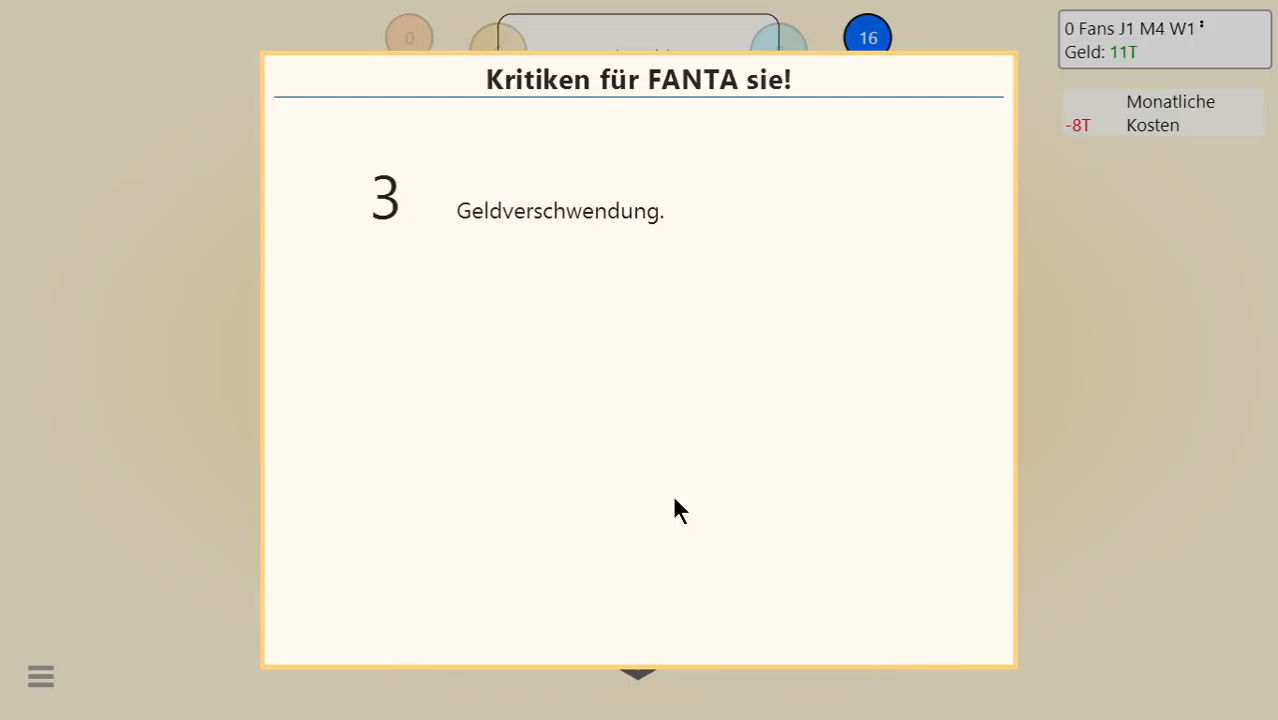 0
16
0 Fans J1 M4 W1
Geld: 11T
Monatliche
-8T Kosten
Kritiken für FANTA sie!
3 Geldverschwendung.